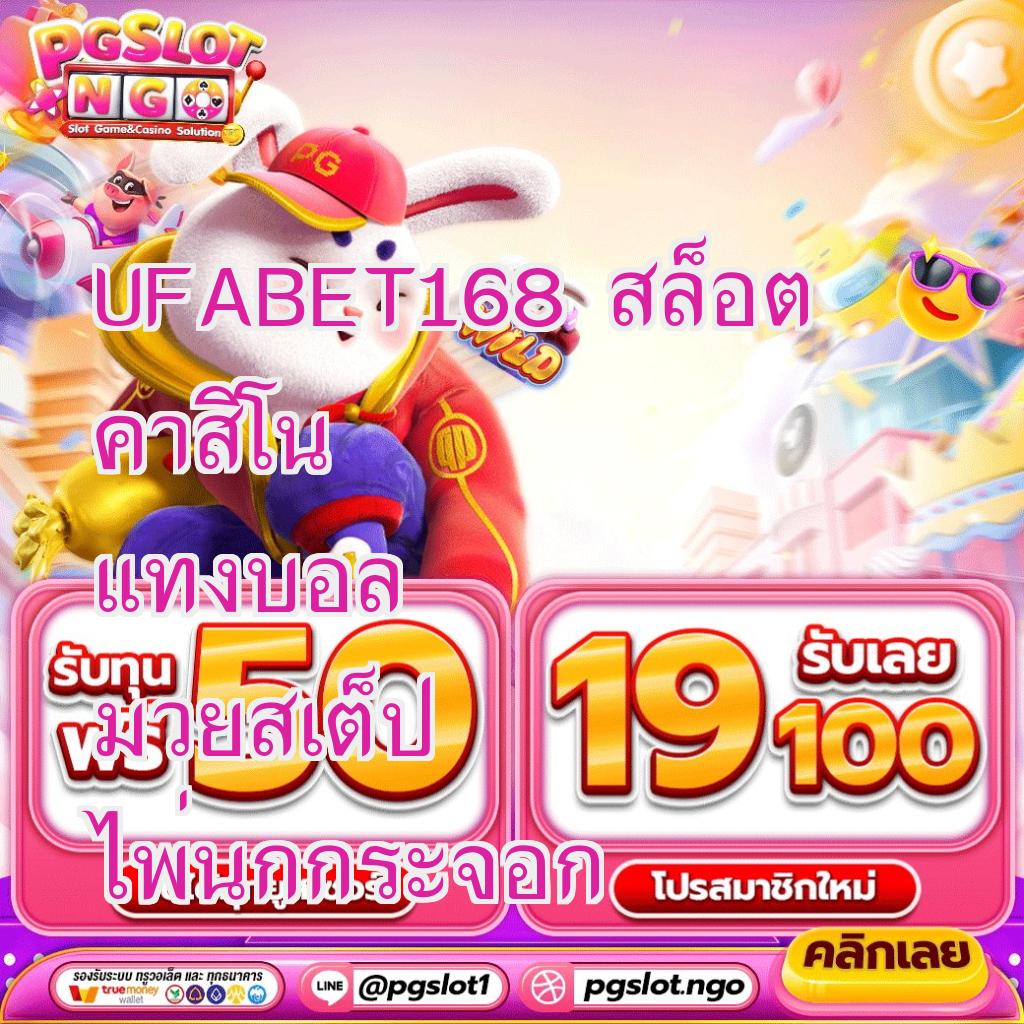 PGSLOT
NGO
Slot Game&Casino Solution
PG
UFABET168 สล็อต
WILD
คาสิโน
แทงบอล
รับทุน
ฟรี 50
19 รับเลย
100
มวยสเต็ป
ไพ่นกกระจอก
โปรสมาชิกใหม่
คลิกเลย
รองรับระบบ ทรูวอเล็ต และ ทุกธนาคาร
truemoney
wallet
LINE @pgslot1
pgslot.ngo